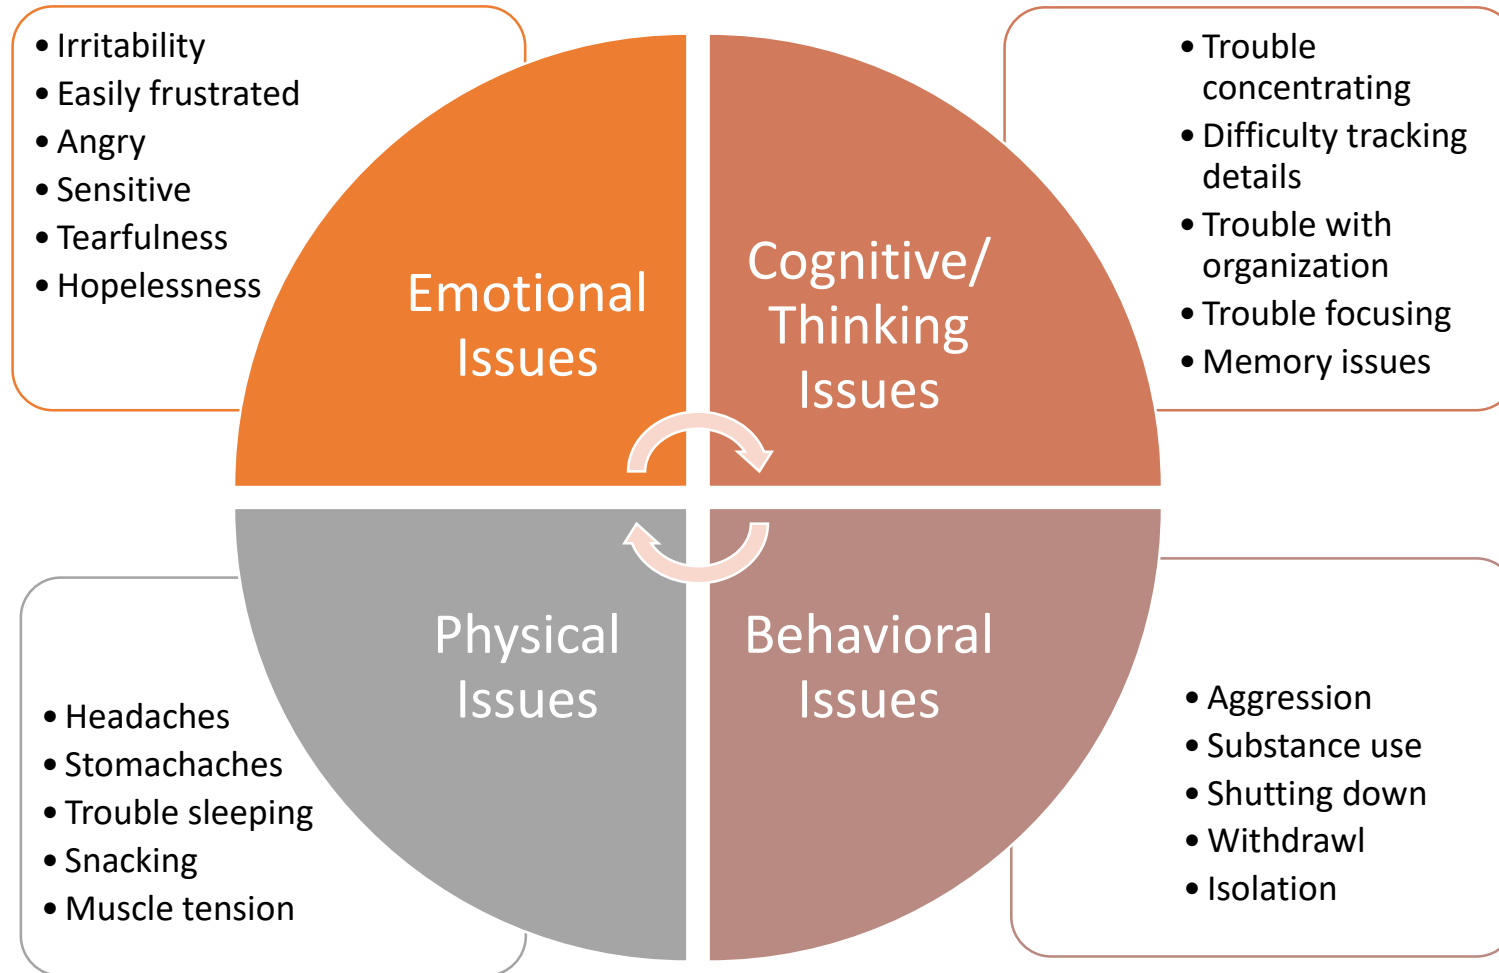 • Irritability
• Easily frustrated
• Angry
• Sensitive
• Tearfulness
• Hopelessness
Emotional
Issues
Cognitive/
Thinking
Issues
• Trouble
concentrating
• Difficulty tracking
details
• Trouble with
organization
• Trouble focusing
• Memory issues
Physical
Issues
• Headaches
• Stomachaches
• Trouble sleeping
• Snacking
• Muscle tension
Behavioral
Issues
• Aggression
• Substance use
• Shutting down
• Withdrawl
• Isolation